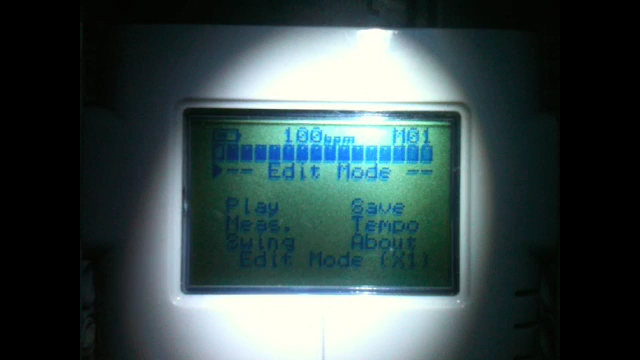 100bpm M01
-- Edit Mode --
Play Save
Meas. Tempo
Swing About
Edit Mode (X1)